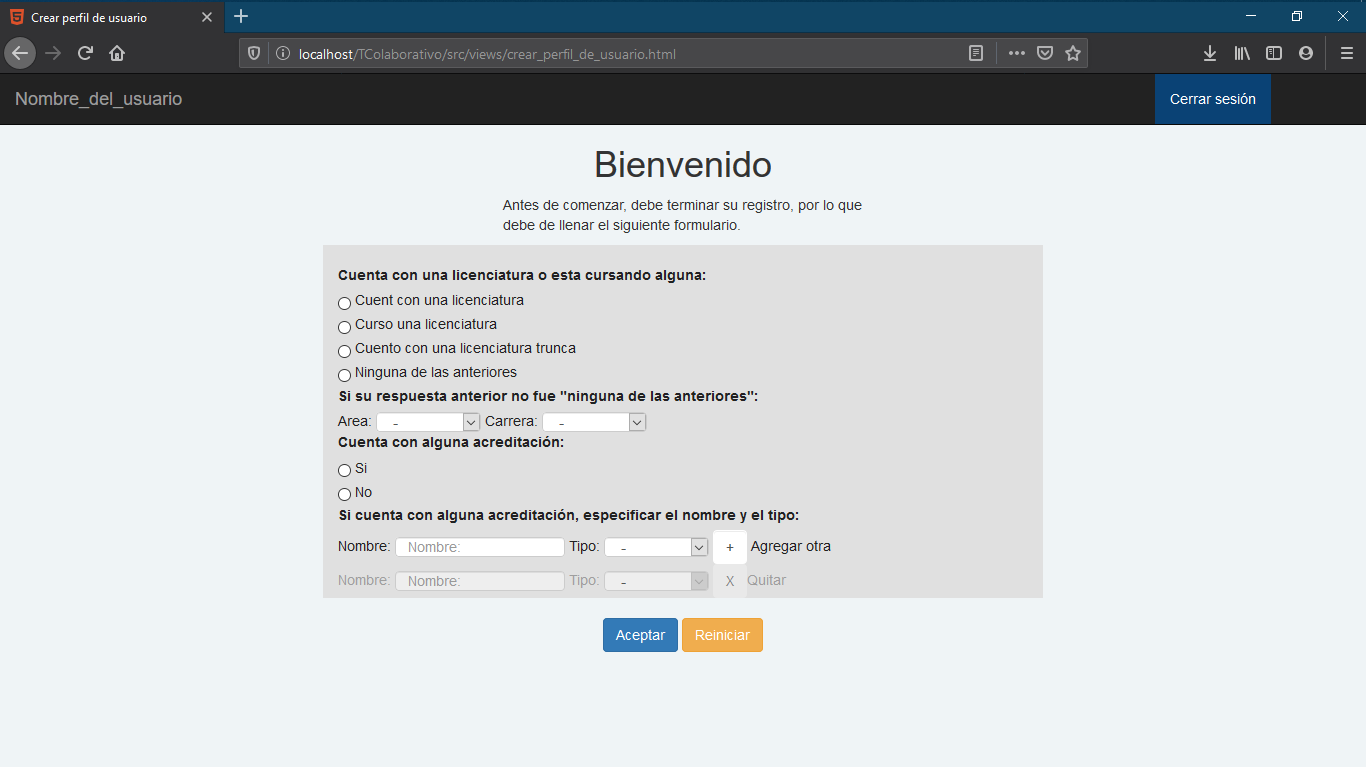 Crear perfil de usuario
localhost/TColaborativo/src/views/crear_perfil_de_usuario.html
Nombre_del_usuario
Cerrar sesión
Bienvenido
Antes de comenzar, debe terminar su registro, por lo que
debe de llenar el siguiente formulario.
Cuenta con una licenciatura o esta cursando alguna:
Cuent con una licenciatura
Curso una licenciatura
Cuento con una licenciatura trunca
Ninguna de las anteriores
Si su respuesta anterior no fue "ninguna de las anteriores":
Area: - Carrera: -
Cuenta con alguna acreditación:
Si
No
Si cuenta con alguna acreditación, especificar el nombre y el tipo:
Nombre: Nombre: Tipo: - + Agregar otra
Nombre: Nombre: Tipo: - X Quitar
Aceptar Reiniciar